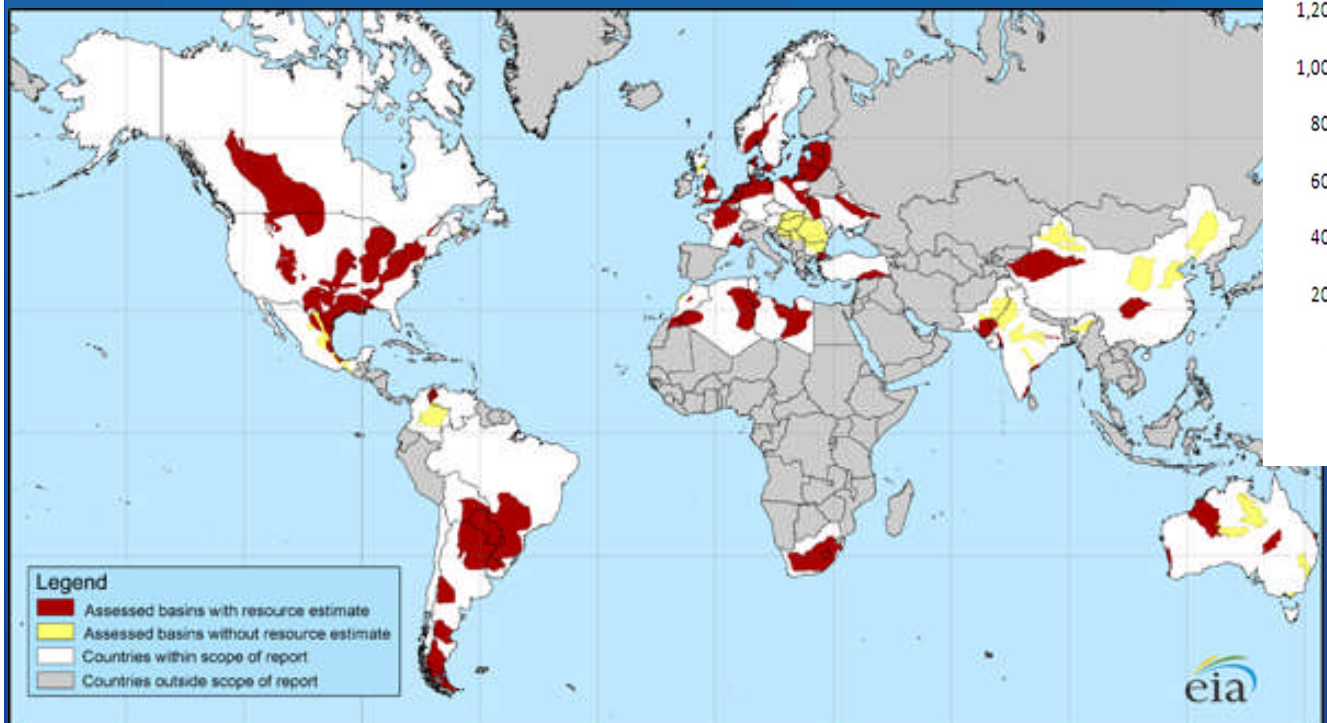 1,20
1,00
80
60
40
20
Legend
Assessed basins with resource estimate
Assessed basins without resource estimate
Countries within scope of report
Countries outside scope of report
eia